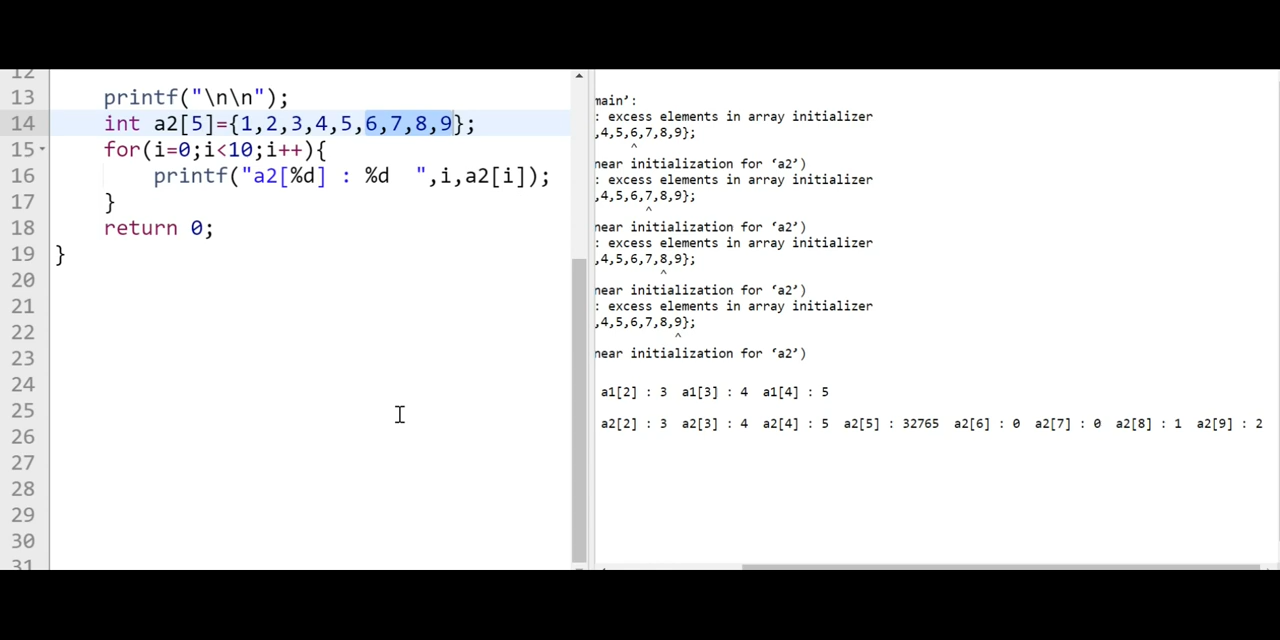 12
13 printf("\n\n");
14 int a2[5]={1,2,3,4,5,6,7,8,9};
15 for(i=0;i<10;i++){
16 printf("a2[%d] : %d  ",i,a2[i]);
17 }
18 return 0;
19 }
20
21
22
23
24
25
26
27
28
29
30
31
main’:
: excess elements in array initializer
,4,5,6,7,8,9};
^
near initialization for ‘a2’)
: excess elements in array initializer
,4,5,6,7,8,9};
^
near initialization for ‘a2’)
: excess elements in array initializer
,4,5,6,7,8,9};
^
near initialization for ‘a2’)
: excess elements in array initializer
,4,5,6,7,8,9};
^
near initialization for ‘a2’)
a1[2] : 3  a1[3] : 4  a1[4] : 5
a2[2] : 3  a2[3] : 4  a2[4] : 5  a2[5] : 32765  a2[6] : 0  a2[7] : 0  a2[8] : 1  a2[9] : 2